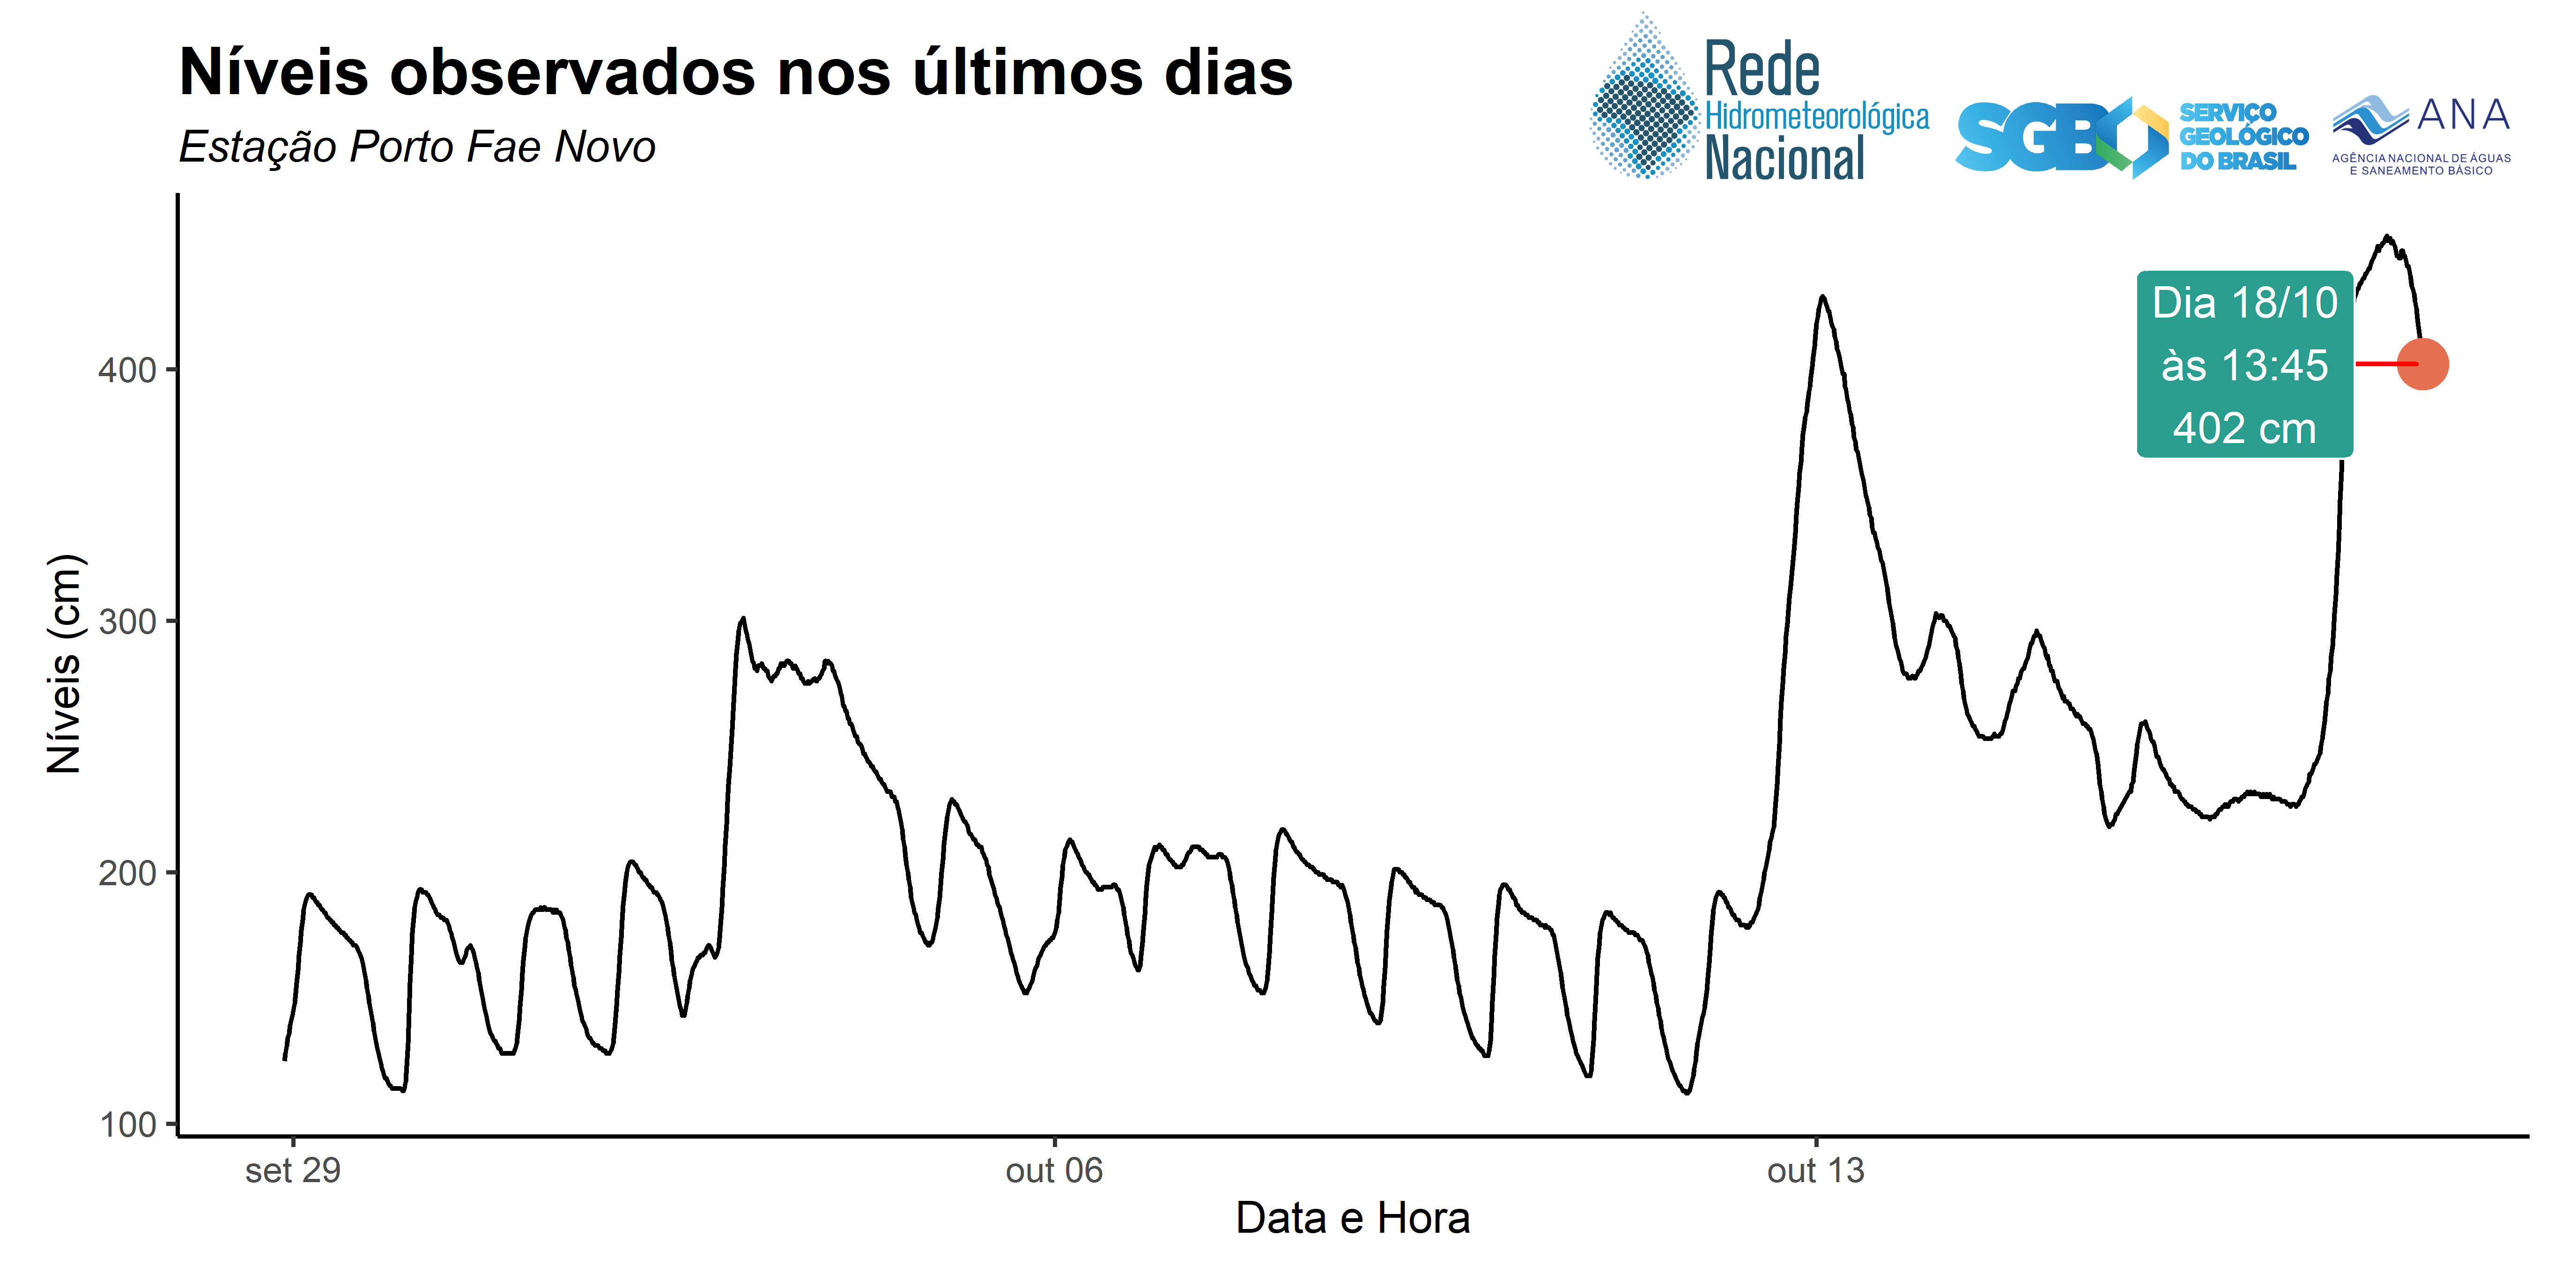 Níveis observados nos últimos dias
Estação Porto Fae Novo
Rede
Hidrometeorológica
Nacional
SGB
SERVIÇO
GEOLÓGICO
DO BRASIL
ANA
AGÊNCIA NACIONAL DE ÁGUAS
E SANEAMENTO BÁSICO
Dia 18/10
às 13:45
402 cm
Níveis (cm)
400
300
200
100
set 29
out 06
out 13
Data e Hora